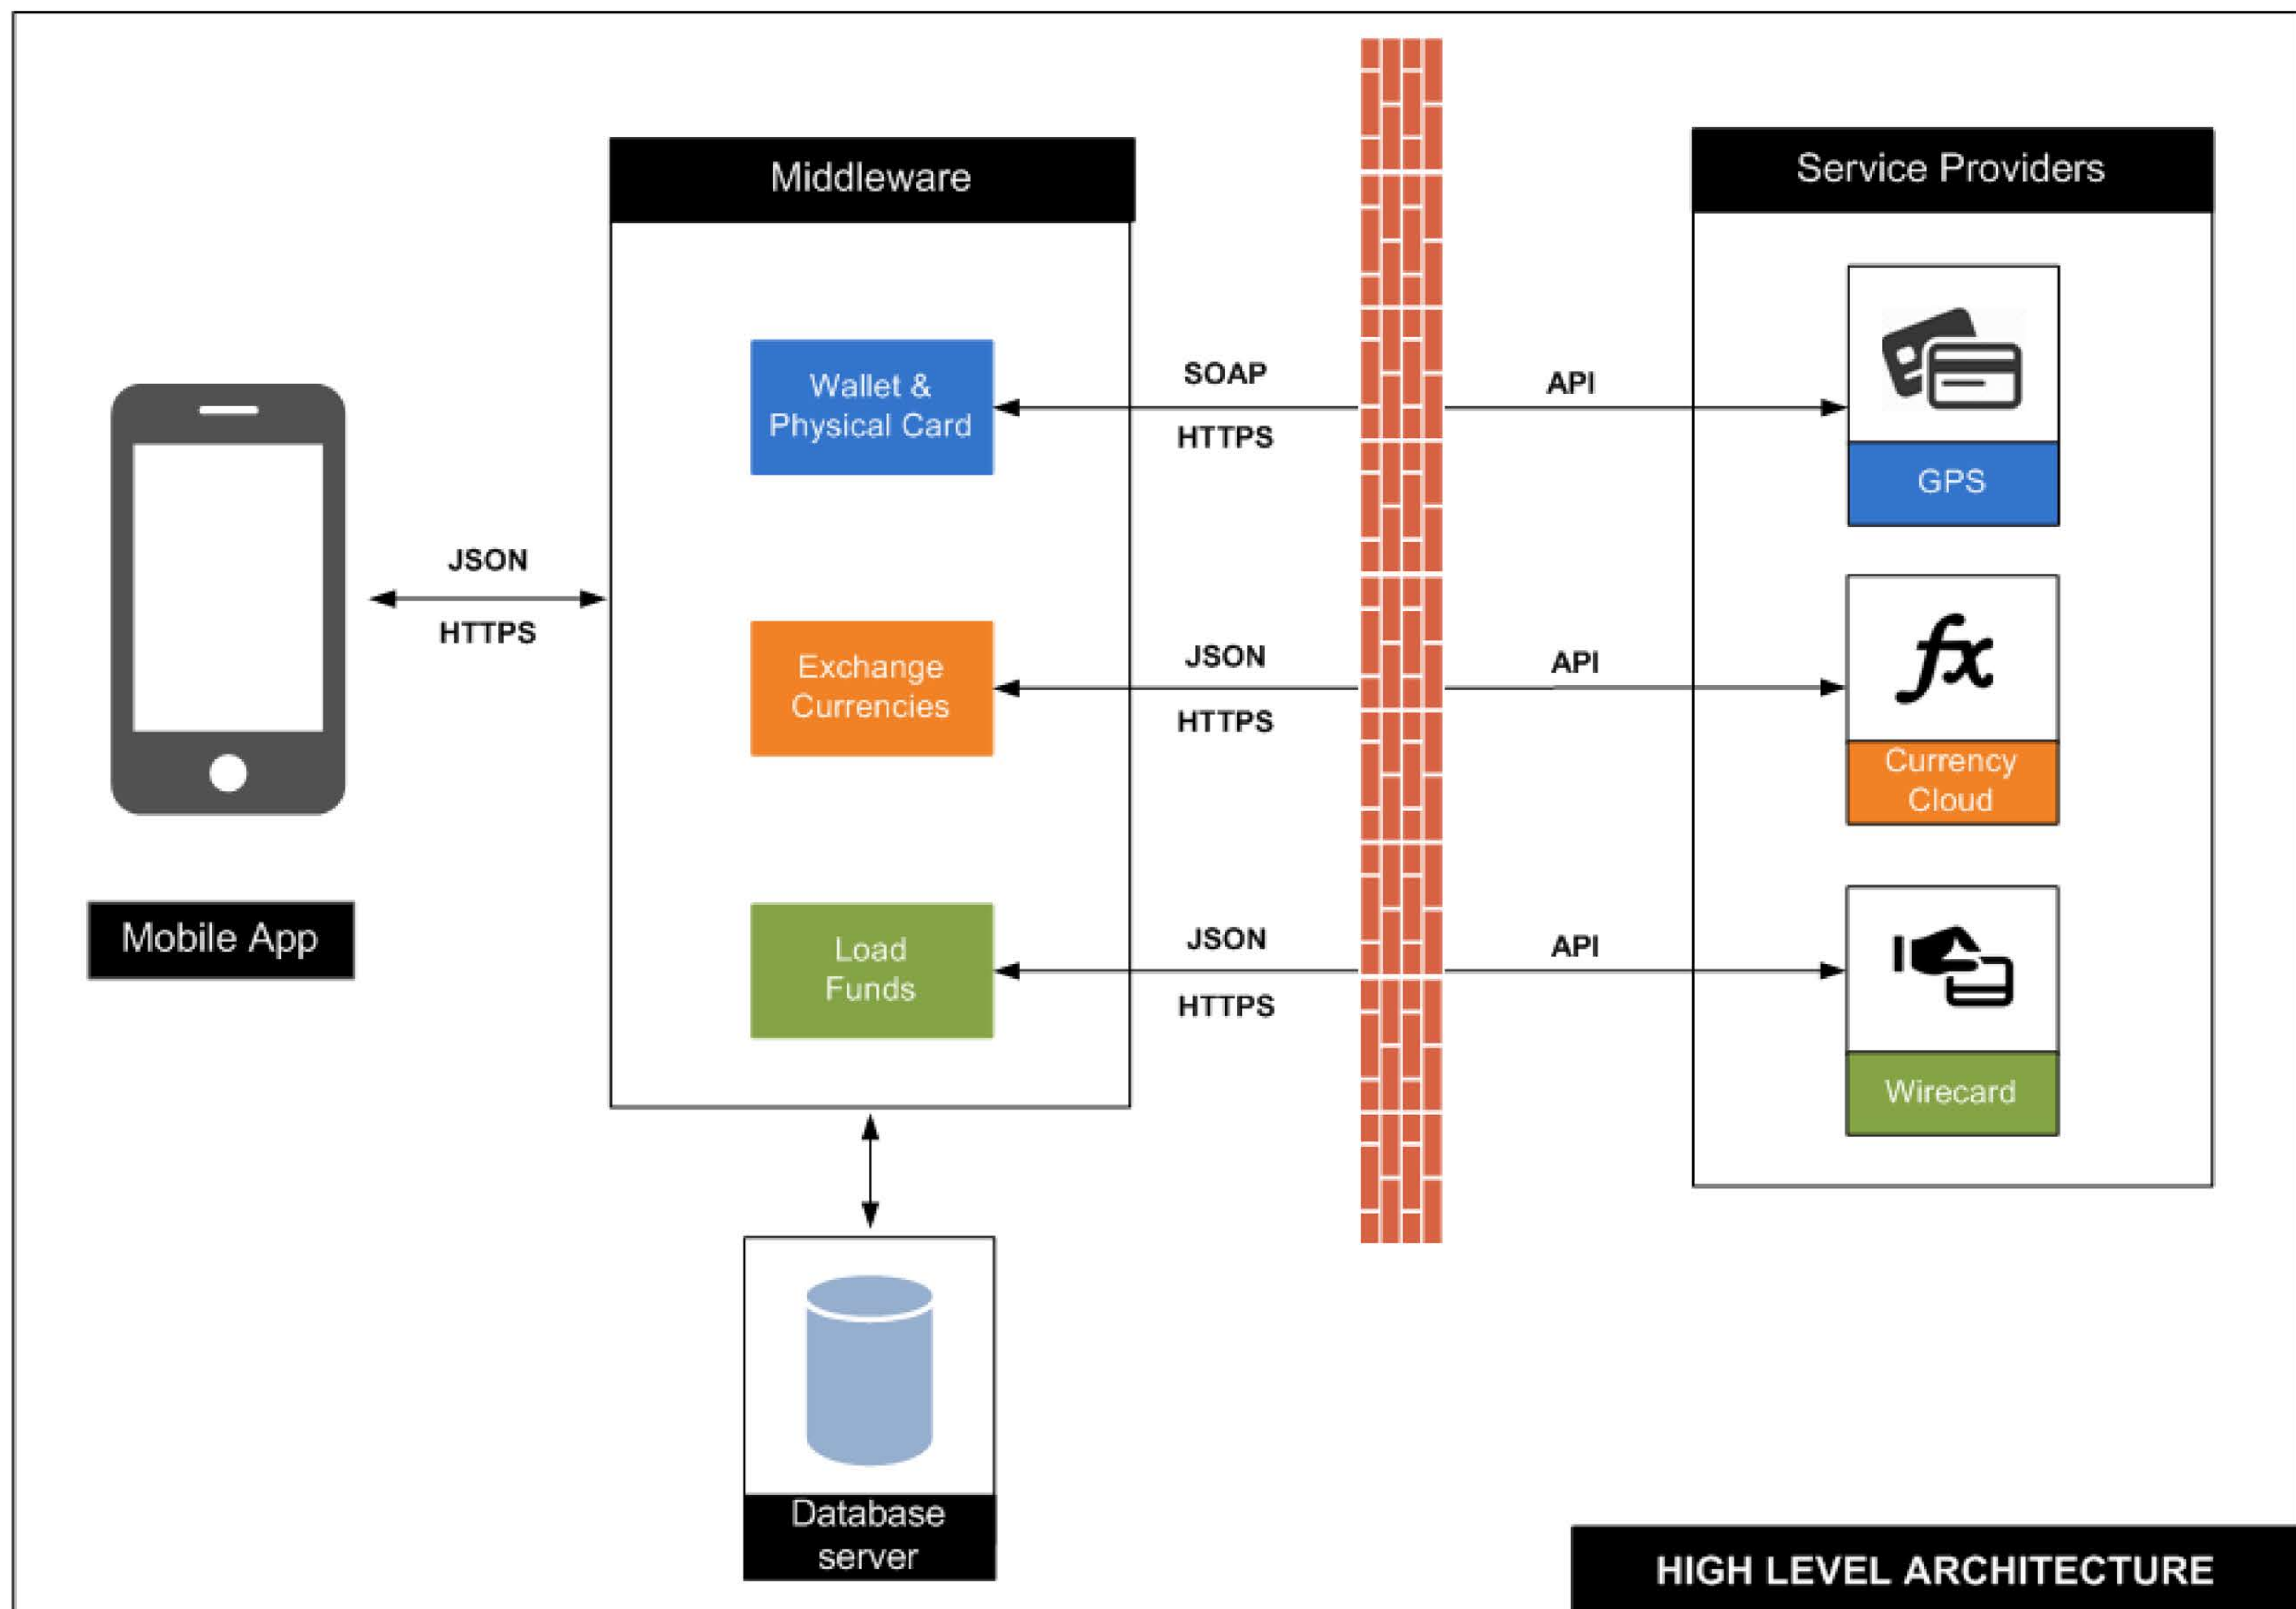 Middleware
Service Providers
Wallet &
Physical Card
SOAP
HTTPS
API
GPS
JSON
HTTPS
Exchange
Currencies
JSON
HTTPS
API
fx
Currency
Cloud
Mobile App
Load
Funds
JSON
HTTPS
API
Wirecard
Database
server
HIGH LEVEL ARCHITECTURE